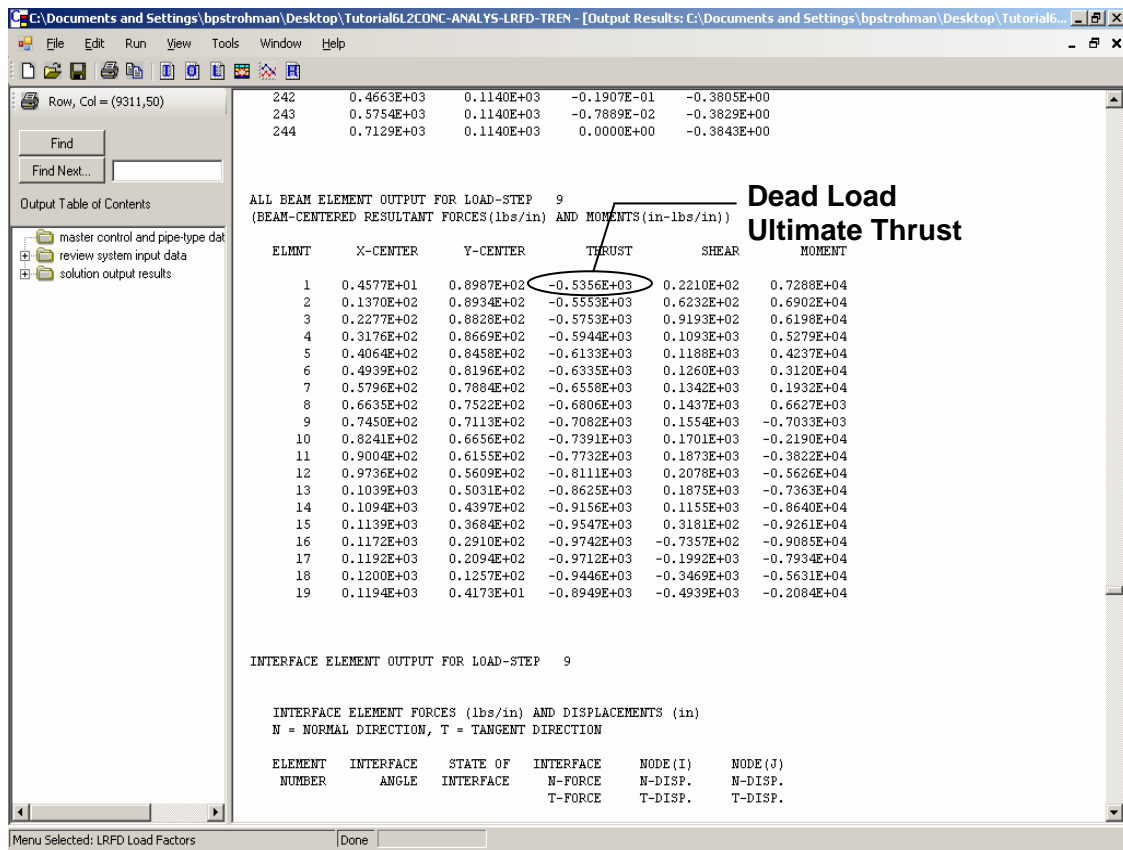 C:\Documents and Settings\bpstrohman\Desktop\Tutorial6L2CONC-ANALYS-LRFD-TREN - [Output Results: C:\Documents and Settings\bpstrohman\Desktop\Tutorial6...
File Edit Run View Tools Window Help
Row, Col = (9311,50)
Find
Find Next...
Output Table of Contents
master control and pipe-type dat
review system input data
solution output results
242 0.4663E+03 0.1140E+03 -0.1907E-01 -0.3805E+00
243 0.5754E+03 0.1140E+03 -0.7889E-02 -0.3829E+00
244 0.7129E+03 0.1140E+03 0.0000E+00 -0.3843E+00
Dead Load
Ultimate Thrust
ALL BEAM ELEMENT OUTPUT FOR LOAD-STEP 9
(BEAM-CENTERED RESULTANT FORCES(lbs/in) AND MOMENTS(in-lbs/in))
ELMNT X-CENTER Y-CENTER THRUST SHEAR MOMENT
1 0.4577E+01 0.8987E+02 -0.5356E+03 0.2210E+02 0.7288E+04
2 0.1370E+02 0.8934E+02 -0.5553E+03 0.6232E+02 0.6902E+04
3 0.2277E+02 0.8828E+02 -0.5753E+03 0.9193E+02 0.6198E+04
4 0.3176E+02 0.8669E+02 -0.5944E+03 0.1093E+03 0.5279E+04
5 0.4064E+02 0.8458E+02 -0.6133E+03 0.1188E+03 0.4237E+04
6 0.4939E+02 0.8196E+02 -0.6335E+03 0.1260E+03 0.3120E+04
7 0.5796E+02 0.7884E+02 -0.6558E+03 0.1342E+03 0.1932E+04
8 0.6635E+02 0.7522E+02 -0.6806E+03 0.1437E+03 0.6627E+03
9 0.7450E+02 0.7113E+02 -0.7082E+03 0.1554E+03 -0.7033E+03
10 0.8241E+02 0.6656E+02 -0.7391E+03 0.1701E+03 -0.2190E+04
11 0.9004E+02 0.6155E+02 -0.7732E+03 0.1873E+03 -0.3822E+04
12 0.9736E+02 0.5609E+02 -0.8111E+03 0.2078E+03 -0.5626E+04
13 0.1039E+03 0.5031E+02 -0.8625E+03 0.1875E+03 -0.7363E+04
14 0.1094E+03 0.4397E+02 -0.9156E+03 0.1155E+03 -0.8640E+04
15 0.1139E+03 0.3684E+02 -0.9547E+03 0.3181E+02 -0.9261E+04
16 0.1172E+03 0.2910E+02 -0.9742E+03 -0.7357E+02 -0.9085E+04
17 0.1192E+03 0.2094E+02 -0.9712E+03 -0.1992E+03 -0.7934E+04
18 0.1200E+03 0.1257E+02 -0.9446E+03 -0.3469E+03 -0.5631E+04
19 0.1194E+03 0.4173E+01 -0.8949E+03 -0.4939E+03 -0.2084E+04
INTERFACE ELEMENT OUTPUT FOR LOAD-STEP 9
INTERFACE ELEMENT FORCES (lbs/in) AND DISPLACEMENTS (in)
N = NORMAL DIRECTION, T = TANGENT DIRECTION
ELEMENT INTERFACE STATE OF INTERFACE NODE(I) NODE(J)
NUMBER ANGLE INTERFACE N-FORCE N-DISP. N-DISP.
T-FORCE T-DISP. T-DISP.
Menu Selected: LRFD Load Factors Done